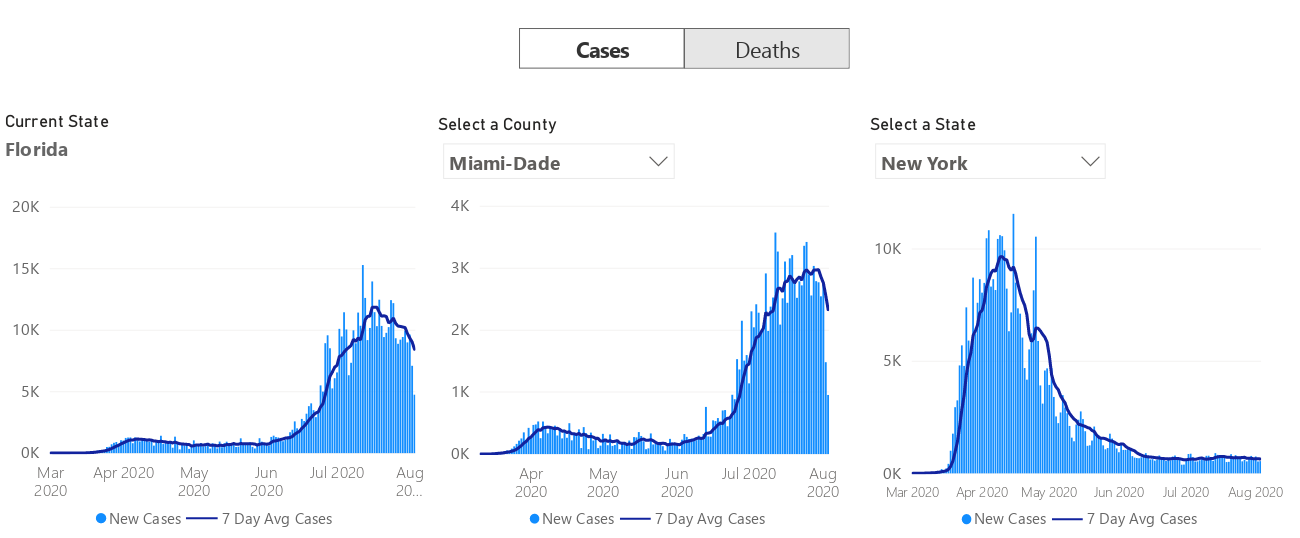 Cases
Deaths
Current State
Florida
20K
15K
10K
5K
0K
Mar 2020
Apr 2020
May 2020
Jun 2020
Jul 2020
Aug 20...
New Cases
7 Day Avg Cases
Select a County
Miami-Dade
4K
3K
2K
1K
0K
Apr 2020
May 2020
Jun 2020
Jul 2020
Aug 2020
New Cases
7 Day Avg Cases
Select a State
New York
10K
5K
0K
Mar 2020
Apr 2020
May 2020
Jun 2020
Jul 2020
Aug 2020
New Cases
7 Day Avg Cases